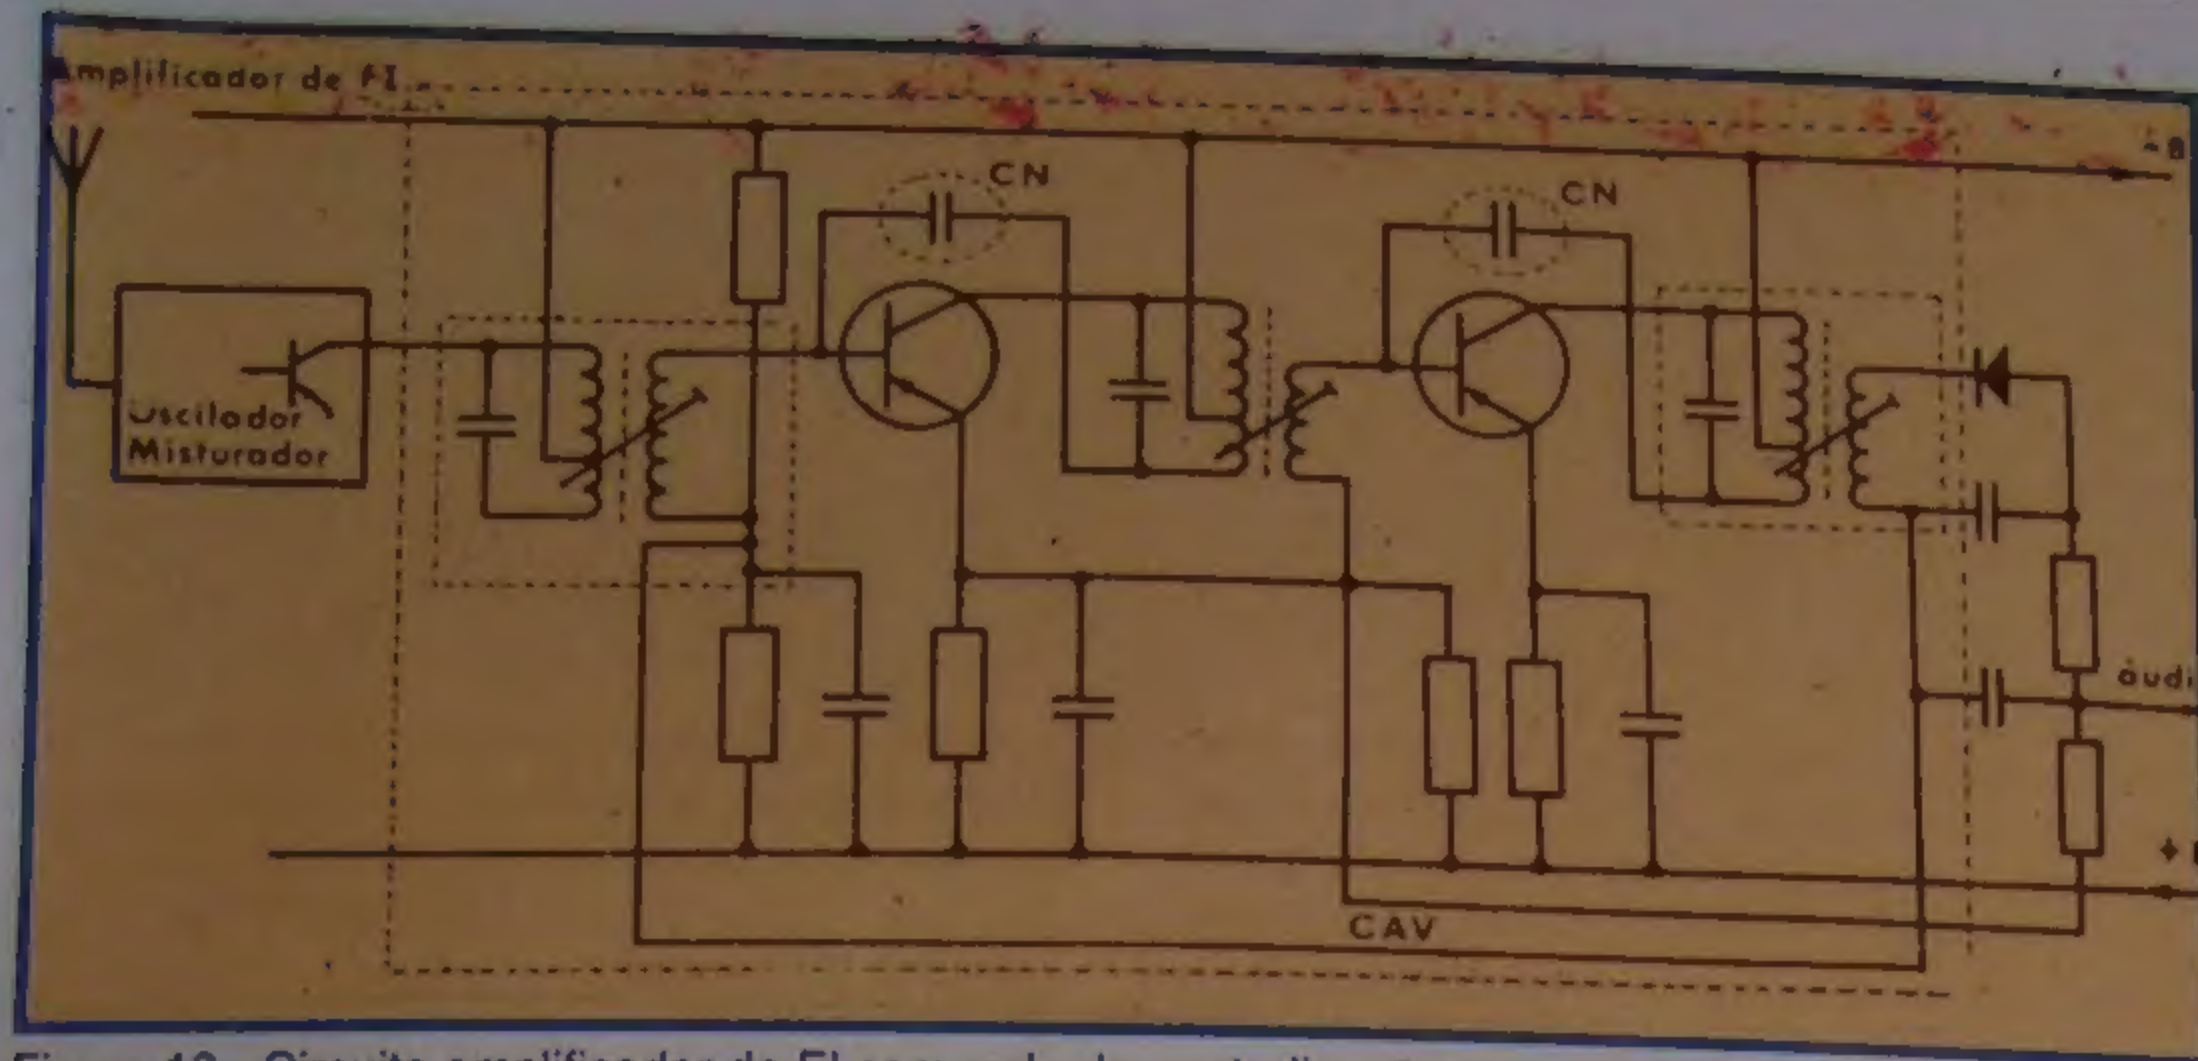 Amplificador de FI
- B
CN
CN
Oscilador
Misturador
áudi
+
CAV